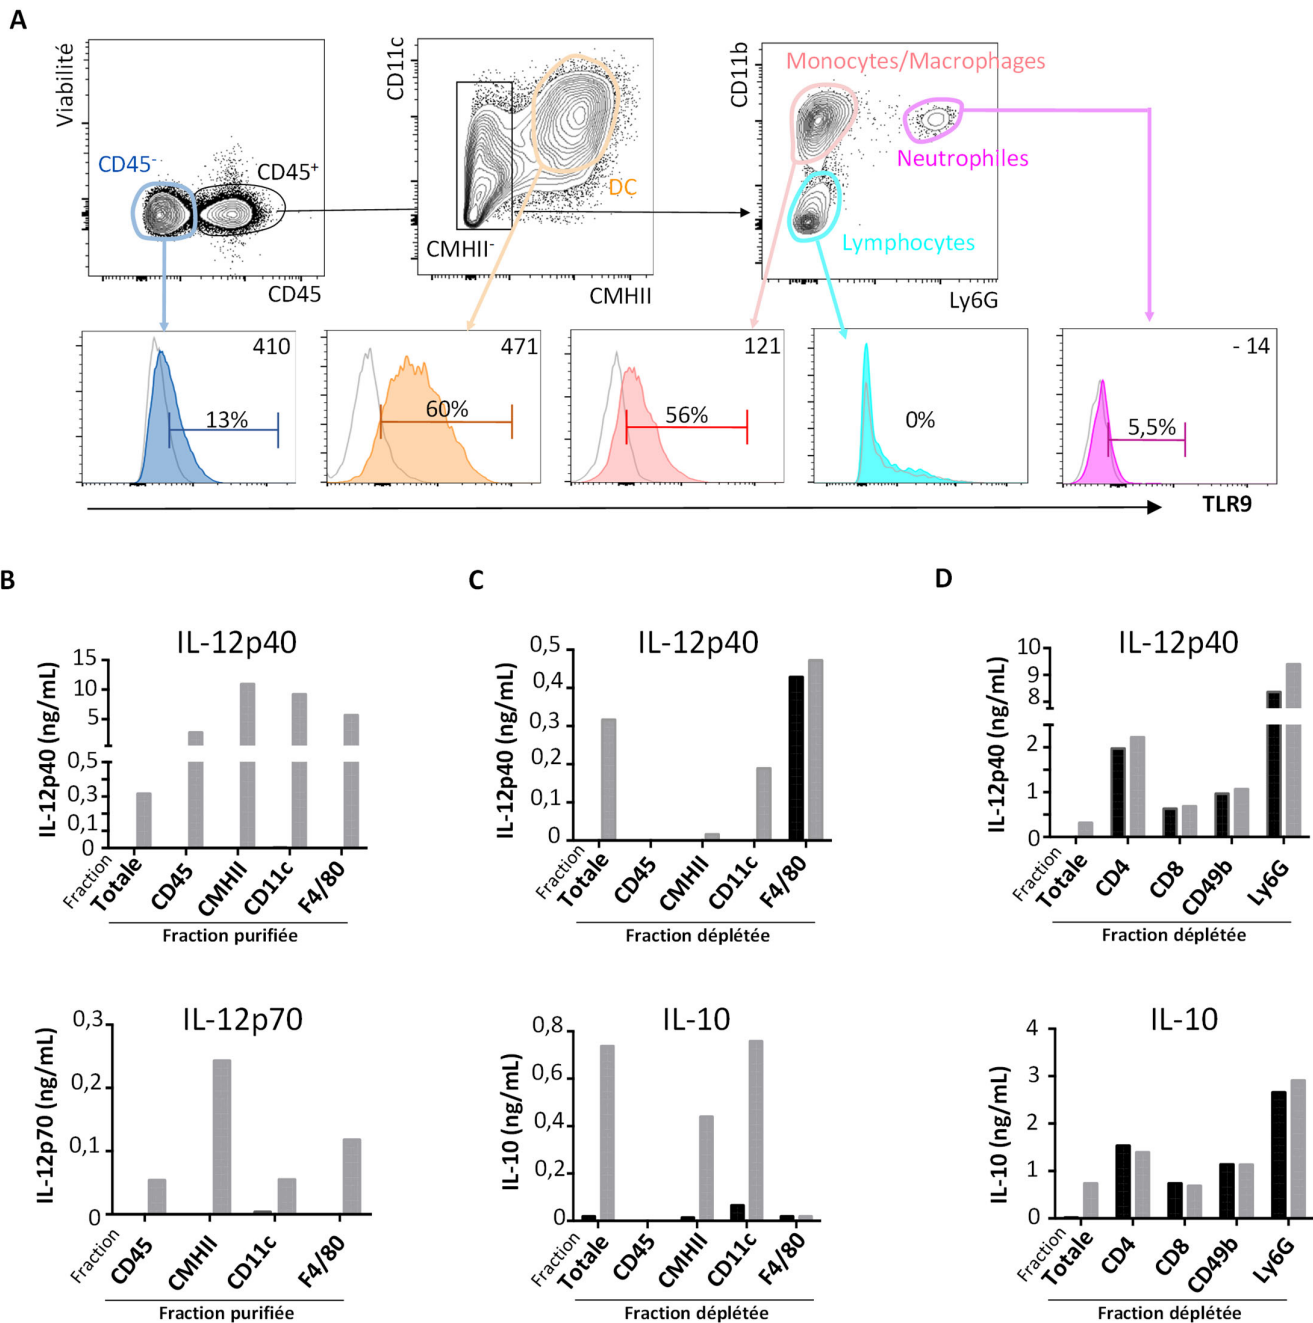 A
Viabilité
CD45-
CD45+
CD45
CD11c
CMHII-
DC
CMHII
CD11b
Monocytes/Macrophages
Neutrophiles
Lymphocytes
Ly6G
410
13%
471
60%
121
56%
0%
- 14
5,5%
TLR9
B
IL-12p40
IL-12p40 (ng/mL)
15
10
5
0,5
0,3
0,1
0
Fraction
Totale
CD45
CMHII
CD11c
F4/80
Fraction purifiée
IL-12p70
IL-12p70 (ng/mL)
0,3
0,2
0,1
0
Fraction
CD45
CMHII
CD11c
F4/80
Fraction purifiée
C
IL-12p40
IL-12p40 (ng/mL)
0,5
0,4
0,3
0,2
0,1
0
Fraction
Totale
CD45
CMHII
CD11c
F4/80
Fraction déplétée
IL-10
IL-10 (ng/mL)
0,8
0,6
0,4
0,2
0
Fraction
Totale
CD45
CMHII
CD11c
F4/80
Fraction déplétée
D
IL-12p40
IL-12p40 (ng/mL)
10
9
8
2
1
0
Fraction
Totale
CD4
CD8
CD49b
Ly6G
Fraction déplétée
IL-10
IL-10 (ng/mL)
4
3
2
1
0
Fraction
Totale
CD4
CD8
CD49b
Ly6G
Fraction déplétée